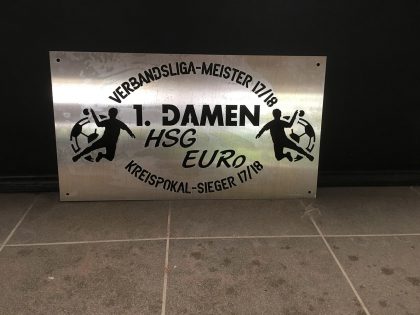 VERBANDSLIGA-MEISTER 17/18
1. DAMEN
HSG
EURo
KREISPOKAL-SIEGER 17/18